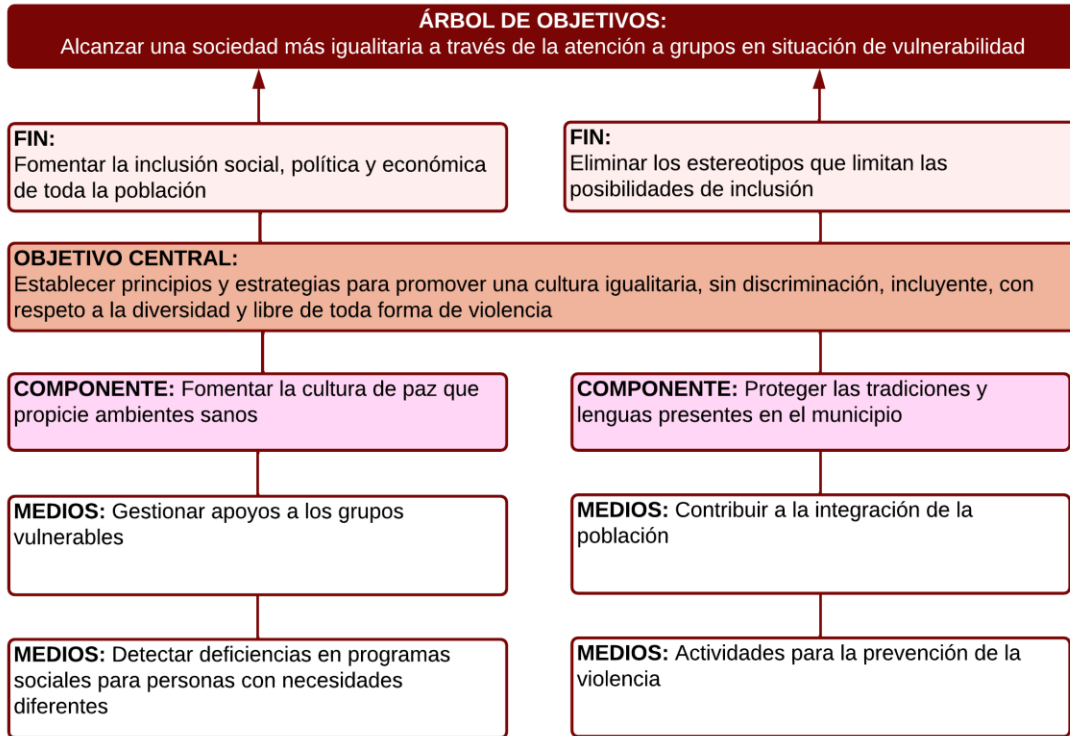 ÁRBOL DE OBJETIVOS:
Alcanzar una sociedad más igualitaria a través de la atención a grupos en situación de vulnerabilidad
FIN:
Fomentar la inclusión social, política y económica
de toda la población
FIN:
Eliminar los estereotipos que limitan las
posibilidades de inclusión
OBJETIVO CENTRAL:
Establecer principios y estrategias para promover una cultura igualitaria, sin discriminación, incluyente, con
respeto a la diversidad y libre de toda forma de violencia
COMPONENTE: Fomentar la cultura de paz que
propicie ambientes sanos
COMPONENTE: Proteger las tradiciones y
lenguas presentes en el municipio
MEDIOS: Gestionar apoyos a los grupos
vulnerables
MEDIOS: Contribuir a la integración de la
población
MEDIOS: Detectar deficiencias en programas
sociales para personas con necesidades
diferentes
MEDIOS: Actividades para la prevención de la
violencia